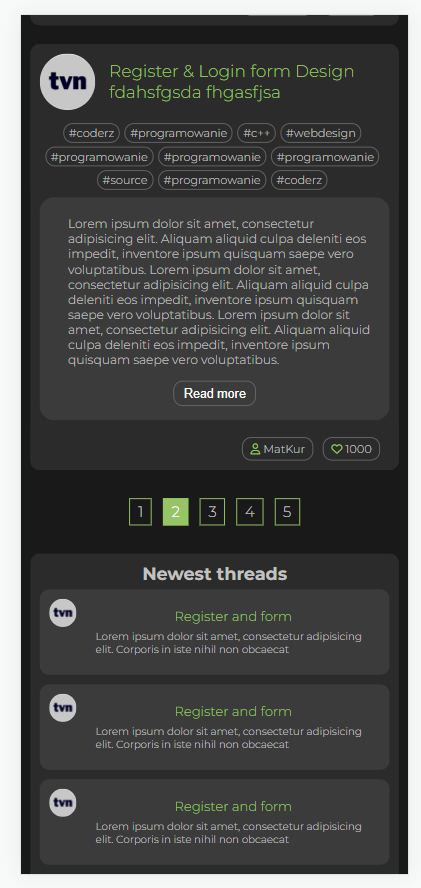 tvn
Register & Login form Design
fdahsfgsda fhgasfjsa
#coderz #programowanie #c++ #webdesign
#programowanie #programowanie #programowanie
#source #programowanie #coderz
Lorem ipsum dolor sit amet, consectetur
adipisicing elit. Aliquam aliquid culpa deleniti eos
impedit, inventore ipsum quisquam saepe vero
voluptatibus. Lorem ipsum dolor sit amet,
consectetur adipisicing elit. Aliquam aliquid culpa
deleniti eos impedit, inventore ipsum quisquam
saepe vero voluptatibus. Lorem ipsum dolor sit
amet, consectetur adipisicing elit. Aliquam aliquid
culpa deleniti eos impedit, inventore ipsum
quisquam saepe vero voluptatibus.
Read more
MatKur 1000
1 2 3 4 5
Newest threads
tvn
Register and form
Lorem ipsum dolor sit amet, consectetur adipisicing
elit. Corporis in iste nihil non obcaecat
tvn
Register and form
Lorem ipsum dolor sit amet, consectetur adipisicing
elit. Corporis in iste nihil non obcaecat
tvn
Register and form
Lorem ipsum dolor sit amet, consectetur adipisicing
elit. Corporis in iste nihil non obcaecat